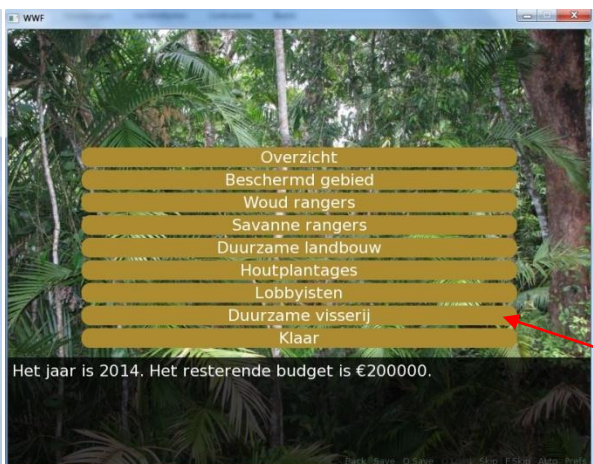 WWF
Overzicht
Beschermd gebied
Woud rangers
Savanne rangers
Duurzame landbouw
Houtplantages
Lobbyisten
Duurzame visserij
Klaar
Het jaar is 2014. Het resterende budget is €200000.
Back Save Q.Save Skip F.Skip Auto Prefs